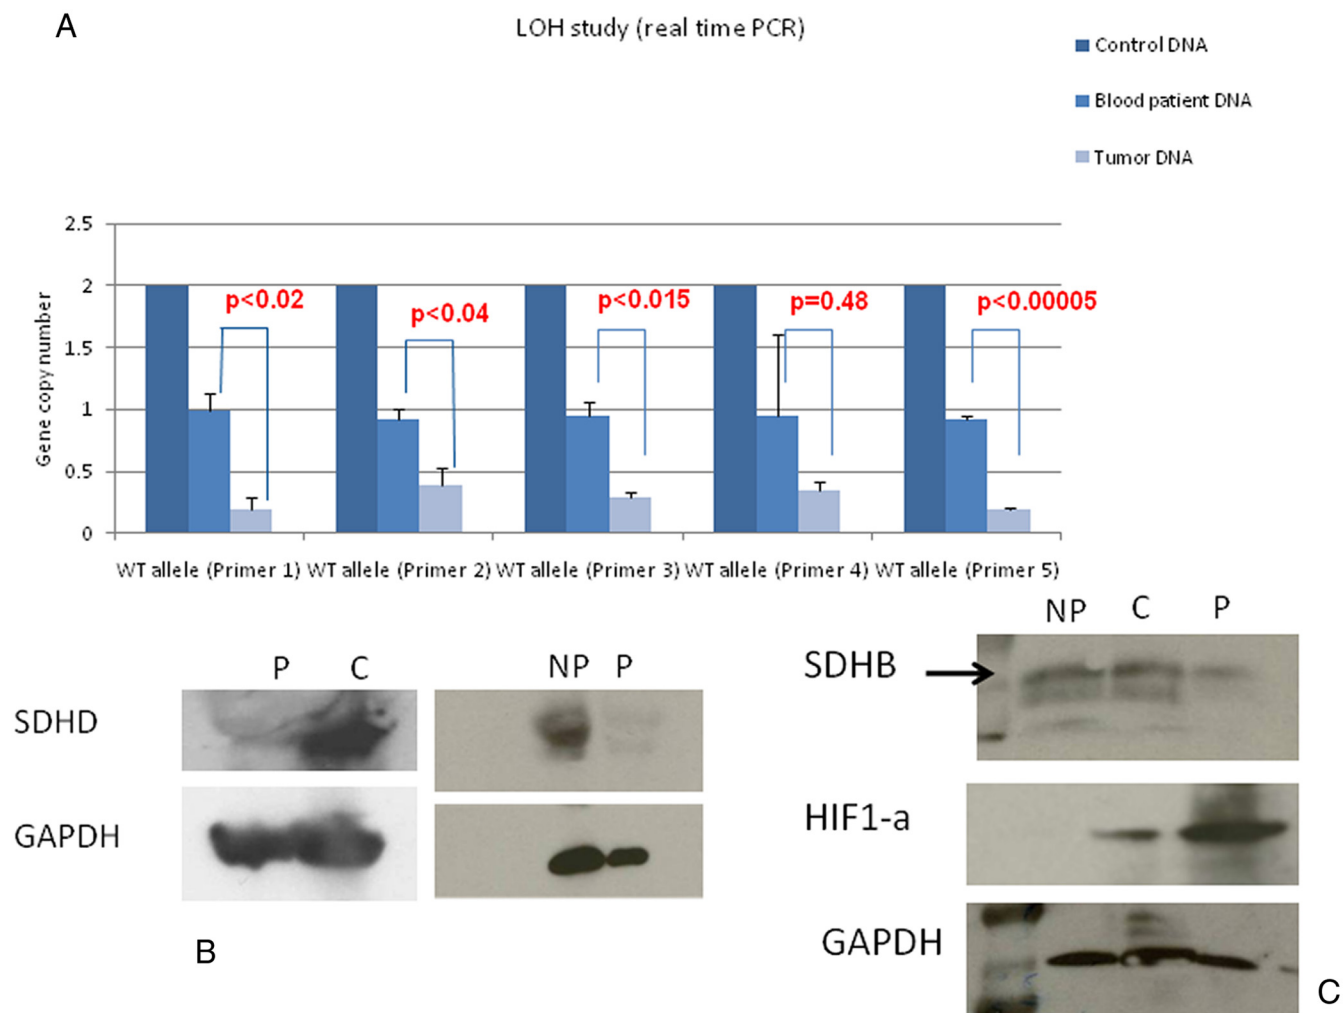 A
LOH study (real time PCR)
Control DNA
Blood patient DNA
Tumor DNA
Gene copy number
2.5
2
1.5
1
0.5
0
p<0.02
p<0.04
p<0.015
p=0.48
p<0.00005
WT allele (Primer 1) WT allele (Primer 2) WT allele (Primer 3) WT allele (Primer 4) WT allele (Primer 5)
P C
NP P
SDHD
GAPDH
B
NP C P
SDHB
HIF1-a
GAPDH
C